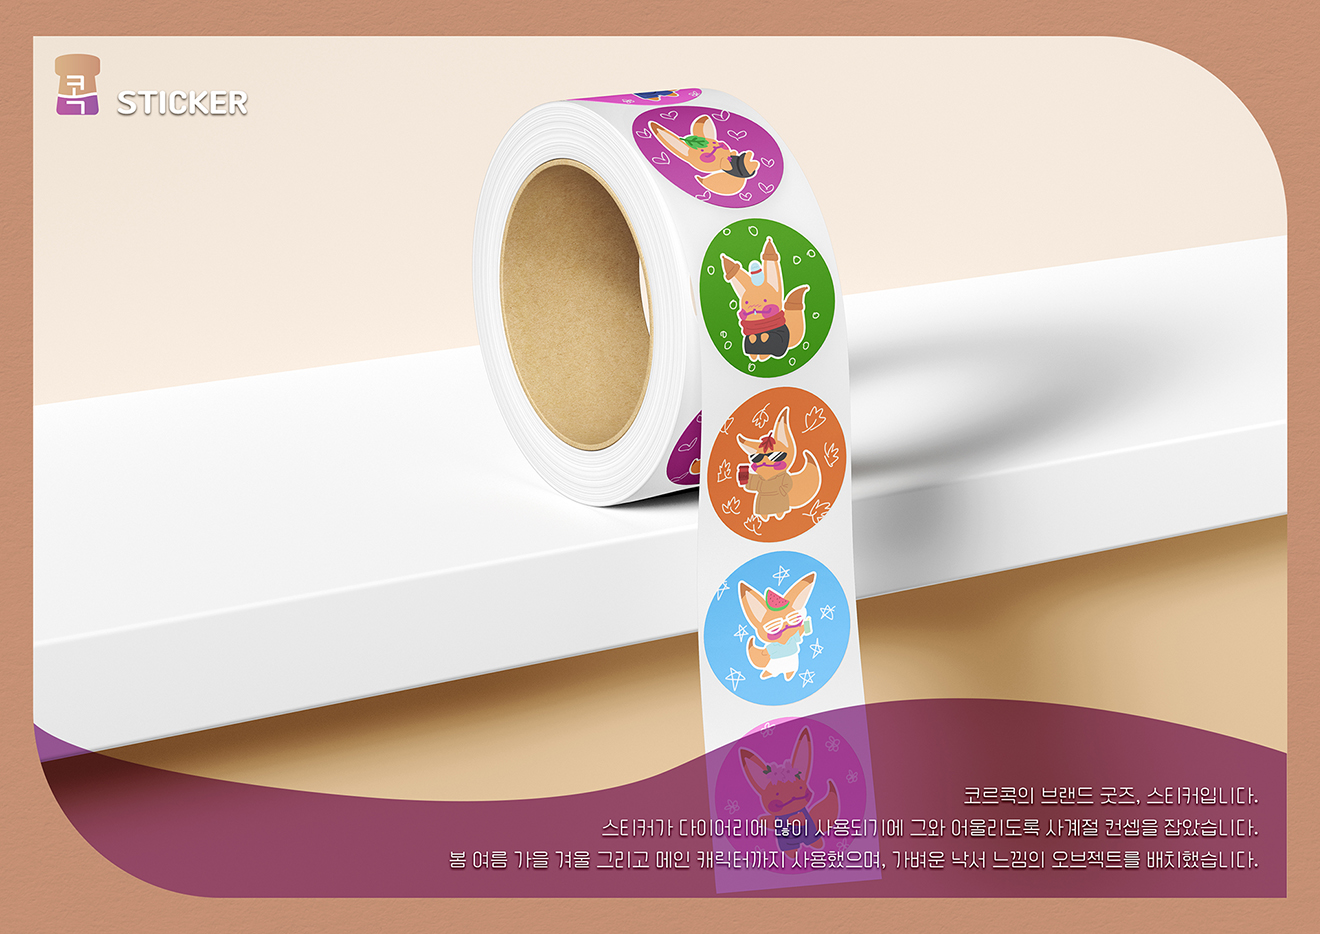 콕
STICKER
코르콕의 브랜드 굿즈, 스티커입니다.
스티커가 다이어리에 많이 사용되기에 그와 어울리도록 사계절 컨셉을 잡았습니다.
봄 여름 가을 겨울 그리고 메인 캐릭터까지 사용했으며, 가벼운 낙서 느낌의 오브젝트를 배치했습니다.